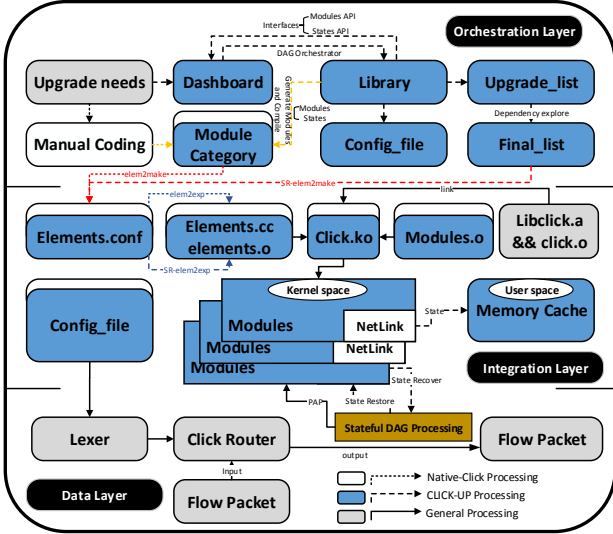 Modules API
Interfaces
States API
Orchestration Layer
DAG Orchestrator
Upgrade needs
Dashboard
Library
Upgrade_list
Generate Modules
and Compile
Modules
States
Dependency explore
Manual Coding
Module
Category
Config_file
Final_list
elem2make
SR-elem2make
elem2exp
link
Elements.conf
Elements.cc
elements.o
Click.ko
Modules.o
Libclick.a
&& click.o
SR-elem2exp
Kernel space
User space
Config_file
Modules
NetLink
State
Memory Cache
Modules
NetLink
Modules
Integration Layer
State Recover
PAP
State Restore
Lexer
Click Router
Stateful DAG Processing
Flow Packet
output
Input
Data Layer
Flow Packet
Native-Click Processing
CLICK-UP Processing
General Processing